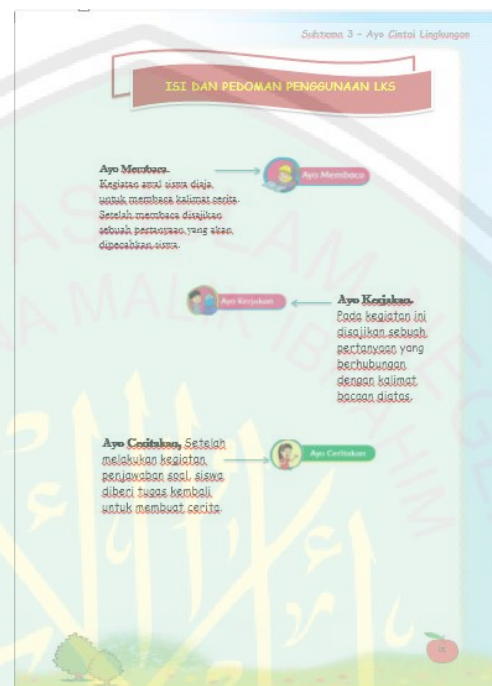 Subtema 3 - Ayo Cintai Lingkungan
ISI DAN PEDOMAN PENGGUNAAN LKS
Ayo Membaca.
Kegiatan awal siswa diaja,
untuk membaca kalimat cerita.
Setelah membaca disajikan
sebuah pertanyaan yang akan
dipecahkan siswa.
Ayo Membaca
Ayo Kerjakan
Ayo Kerjakan.
Pada kegiatan ini
disajikan sebuah
pertanyaan yang
berhubungan
dengan kalimat
bacaan diatas.
Ayo Ceritakan, Setelah
melakukan kegiatan
penjawaban soal, siswa
diberi tugas kembali
untuk membuat cerita.
Ayo Ceritakan